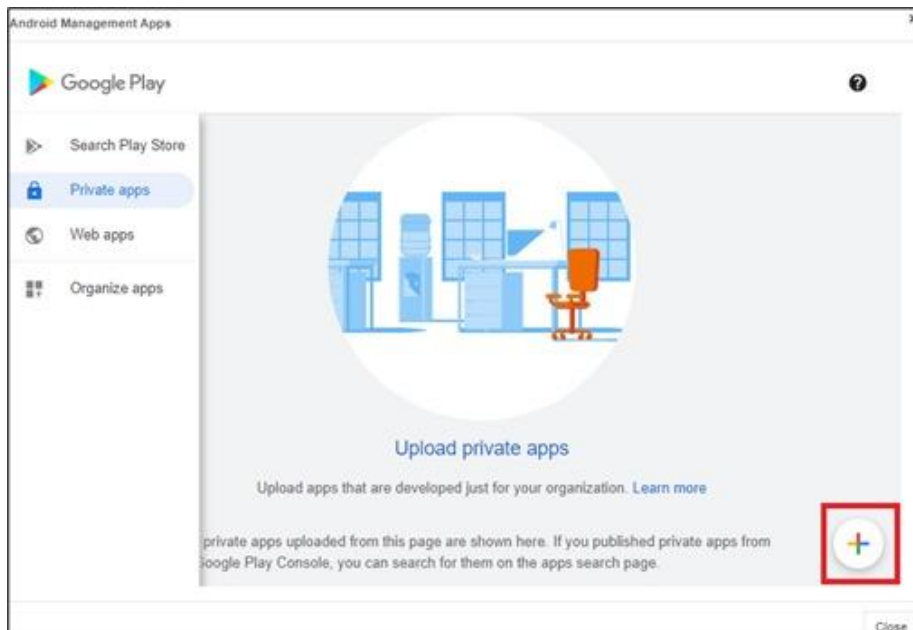 Android Management Apps
Google Play
Search Play Store
Private apps
Web apps
Organize apps
Upload private apps
Upload apps that are developed just for your organization. Learn more
private apps uploaded from this page are shown here. If you published private apps from
Google Play Console, you can search for them on the apps search page.
Close